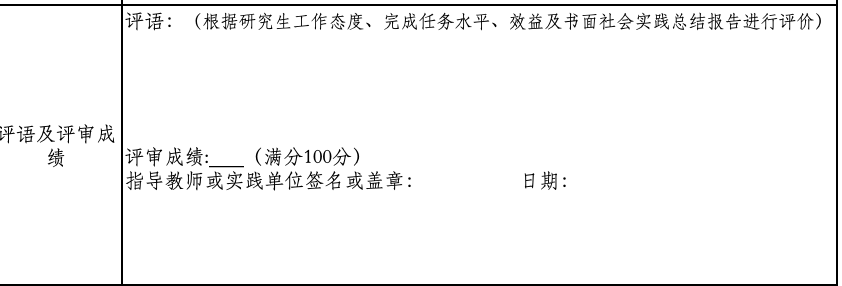 评语：（根据研究生工作态度、完成任务水平、效益及书面社会实践总结报告进行评价）
评语及评审成
绩
评审成绩:___（满分100分）
指导教师或实践单位签名或盖章： 日期：